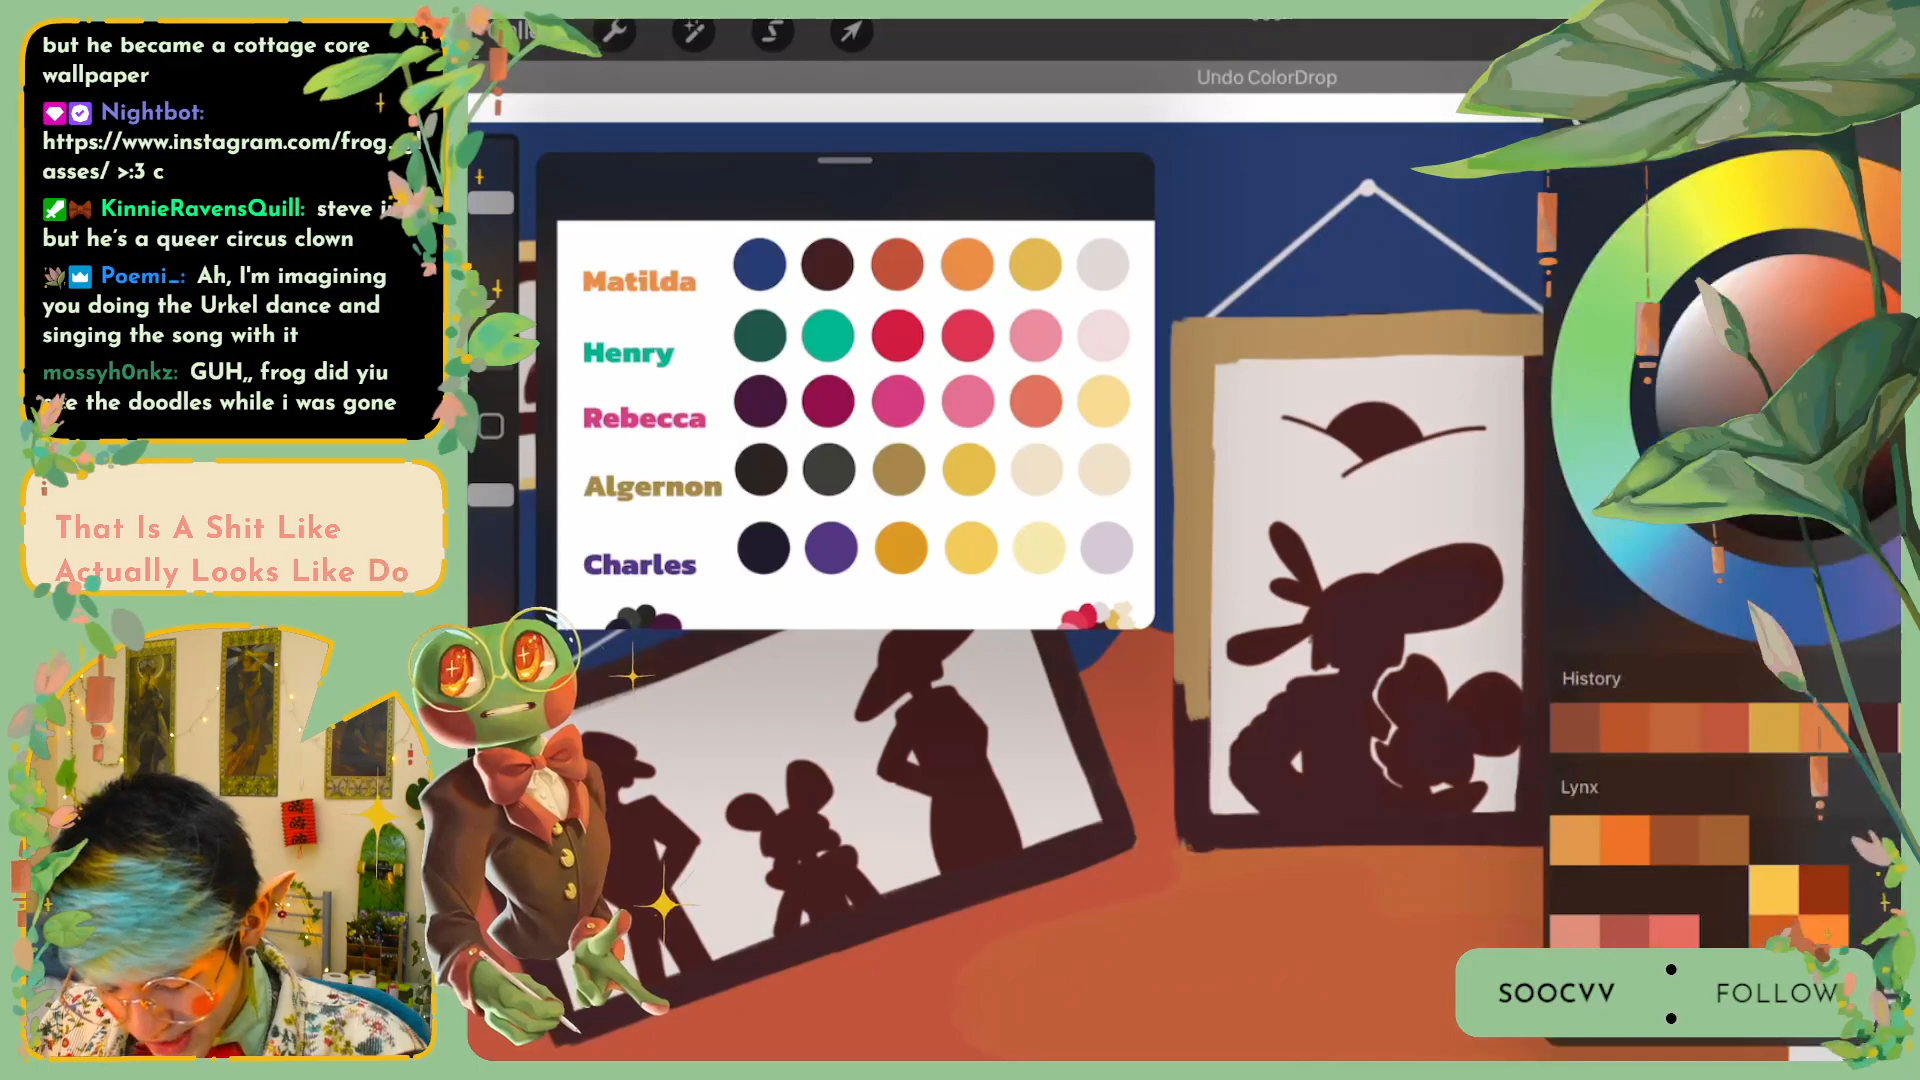 but he became a cottage core
wallpaper
Nightbot:
https://www.instagram.com/frog.
asses/ >:3 c
KinnieRavensQuill: steve
but he's a queer circus clown
Poemi_: Ah, I'm imagining
you doing the Urkel dance and
singing the song with it
mossyh0nkz: GUH,, frog did yiu
the doodles while i was gone
That Is A Shit Like
Actually Looks Like Do
Undo ColorDrop
Matilda
Henry
Rebecca
Algernon
Charles
History
Lynx
SOOCVV
FOLLOW